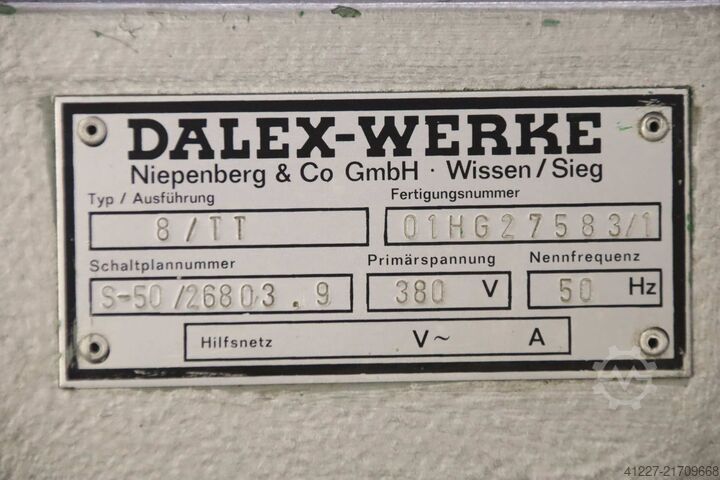 DALEX-WERKE
Niepenberg & Co GmbH · Wissen/Sieg
Typ / Ausführung
Fertigungsnummer
8/TT
01HG27583/1
Schaltplannummer
Primärspannung
Nennfrequenz
S-50/26803.9
380 V
50 Hz
Hilfsnetz V~ A
41227-21709668